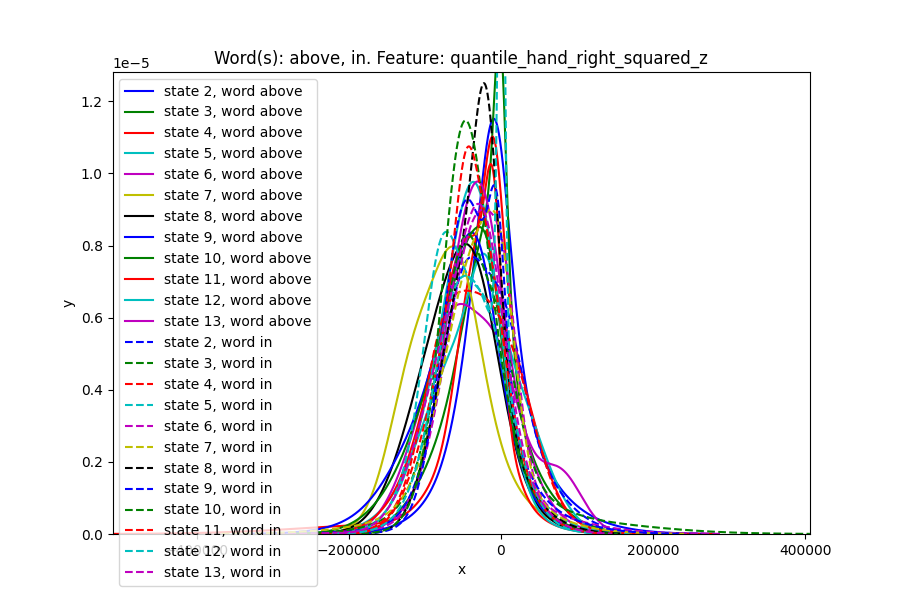 Word(s): above, in. Feature: quantile_hand_right_squared_z
1e−5
1.2
1.0
0.8
0.6
0.4
0.2
0.0
y
state 2, word above
state 3, word above
state 4, word above
state 5, word above
state 6, word above
state 7, word above
state 8, word above
state 9, word above
state 10, word above
state 11, word above
state 12, word above
state 13, word above
state 2, word in
state 3, word in
state 4, word in
state 5, word in
state 6, word in
state 7, word in
state 8, word in
state 9, word in
state 10, word in
state 11, word in
state 12, word in
state 13, word in
−200000 0 200000 400000
x